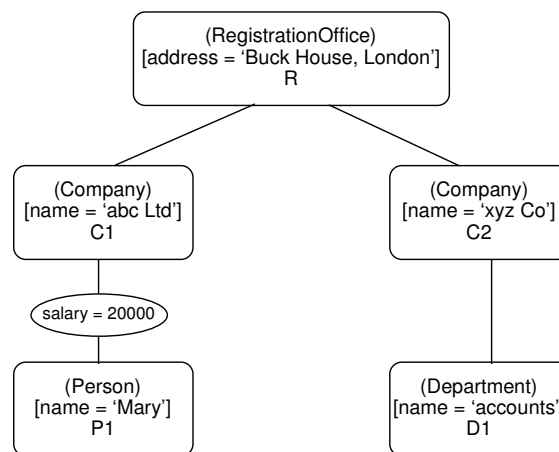 (RegistrationOffice)
[address = ‘Buck House, London’]
R
(Company)
[name = ‘abc Ltd’]
C1
(Company)
[name = ‘xyz Co’]
C2
salary = 20000
(Person)
[name = ‘Mary’]
P1
(Department)
[name = ‘accounts’
D1